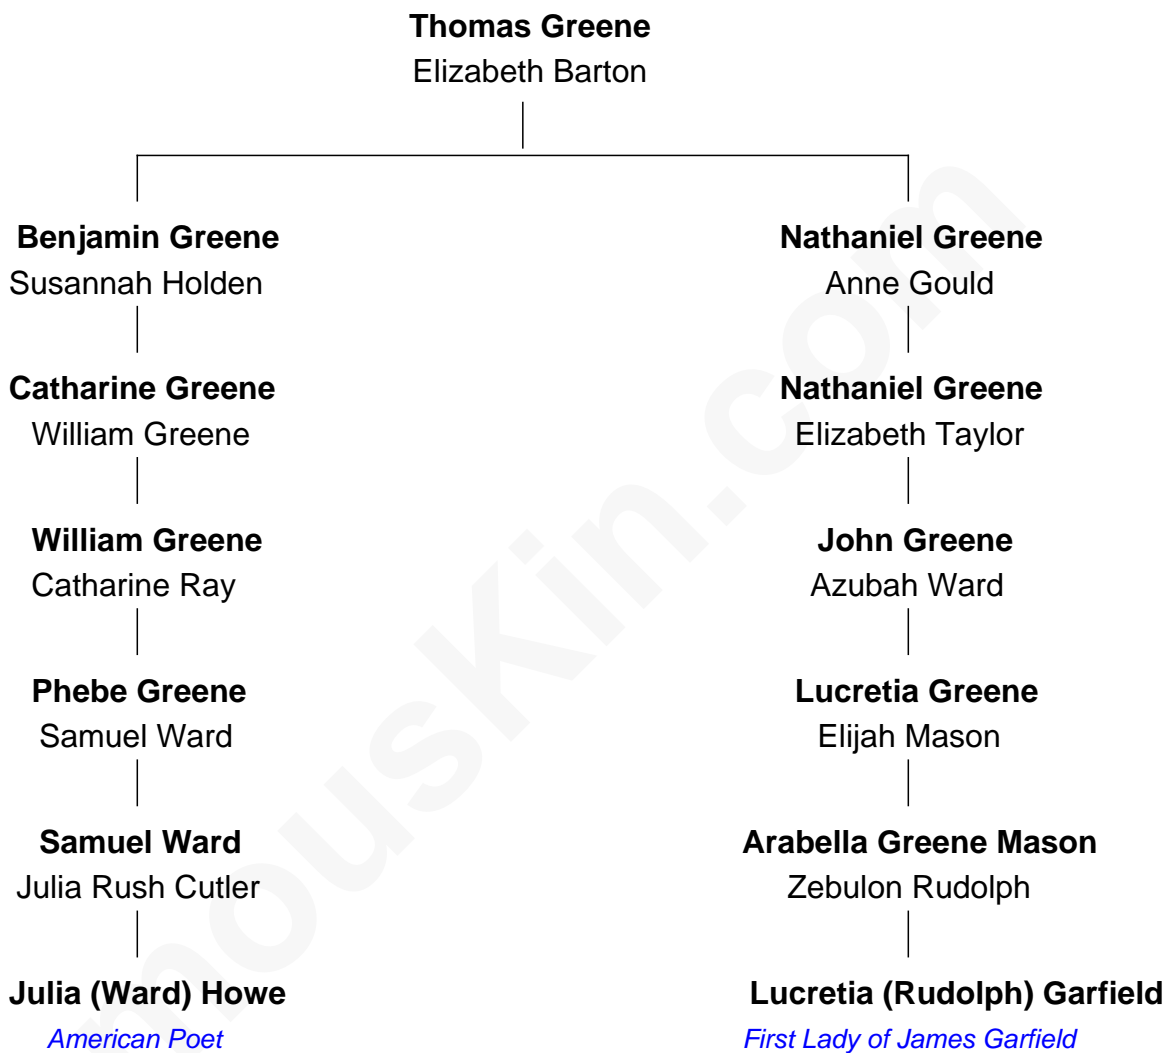 Thomas Greene
Elizabeth Barton
Benjamin Greene
Susannah Holden
Nathaniel Greene
Anne Gould
Catharine Greene
William Greene
Nathaniel Greene
Elizabeth Taylor
William Greene
Catharine Ray
John Greene
Azubah Ward
Phebe Greene
Samuel Ward
Lucretia Greene
Elijah Mason
Samuel Ward
Julia Rush Cutler
Arabella Greene Mason
Zebulon Rudolph
Julia (Ward) Howe
American Poet
Lucretia (Rudolph) Garfield
First Lady of James Garfield
mousKin.com